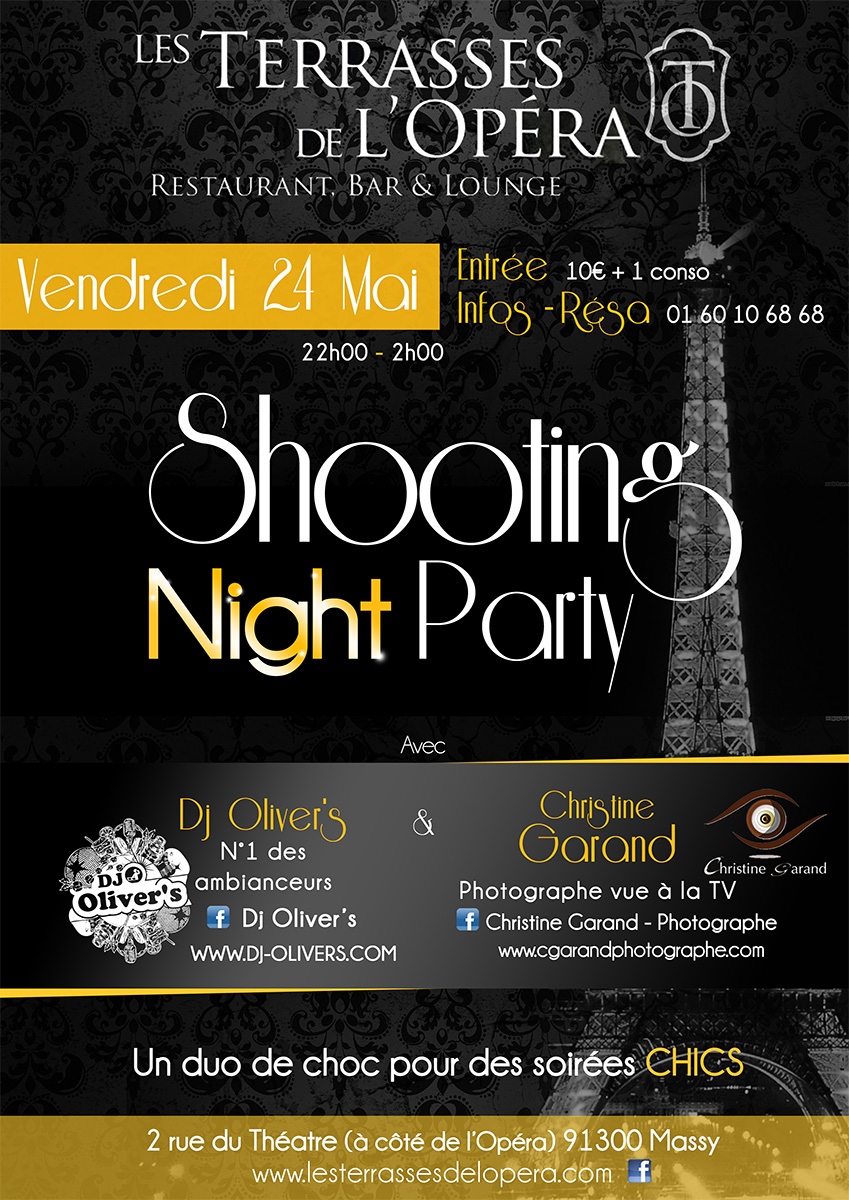 LES TERRASSES
DE L'OPÉRA
TO
RESTAURANT, BAR & LOUNGE
Vendredi 24 Mai
Entrée 10€ + 1 conso
Infos - Résa 01 60 10 68 68
22h00 - 2h00
Shooting
Night Party
Avec
Dj Oliver's
&
Christine
Garand
N°1 des
ambianceurs
DJ
Oliver's
Christine Garand
Photographe vue à la TV
f Dj Oliver's
f Christine Garand - Photographe
WWW.DJ-OLIVERS.COM
www.cgarandphotographe.com
Un duo de choc pour des soirées CHICS
2 rue du Théatre (à côté de l'Opéra) 91300 Massy
www.lesterrassesdelopera.com f